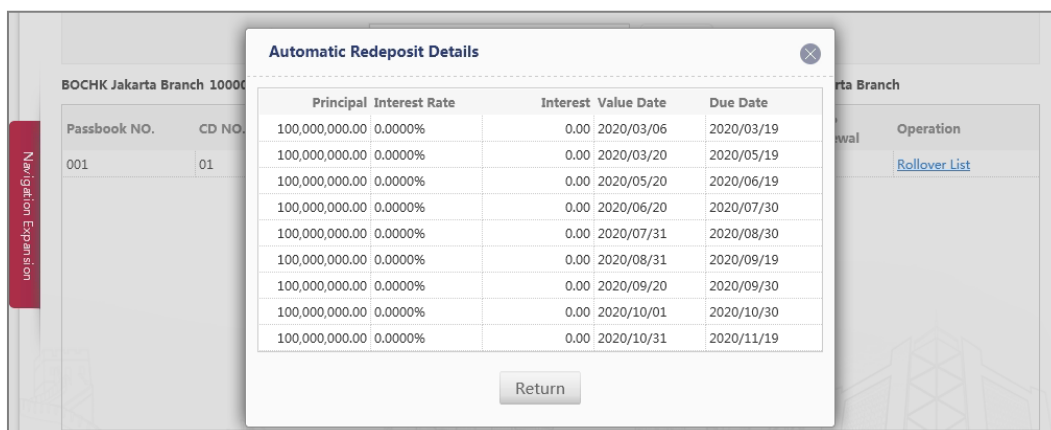 Automatic Redeposit Details
BOCHK Jakarta Branch 10000
rta Branch
Principal Interest Rate Interest Value Date Due Date
100,000,000.00 0.0000% 0.00 2020/03/06 2020/03/19
100,000,000.00 0.0000% 0.00 2020/03/20 2020/05/19
100,000,000.00 0.0000% 0.00 2020/05/20 2020/06/19
100,000,000.00 0.0000% 0.00 2020/06/20 2020/07/30
100,000,000.00 0.0000% 0.00 2020/07/31 2020/08/30
100,000,000.00 0.0000% 0.00 2020/08/31 2020/09/19
100,000,000.00 0.0000% 0.00 2020/09/20 2020/09/30
100,000,000.00 0.0000% 0.00 2020/10/01 2020/10/30
100,000,000.00 0.0000% 0.00 2020/10/31 2020/11/19
Return
Passbook NO. CD NO. wal Operation
001 01 Rollover List
Navigation Expansion